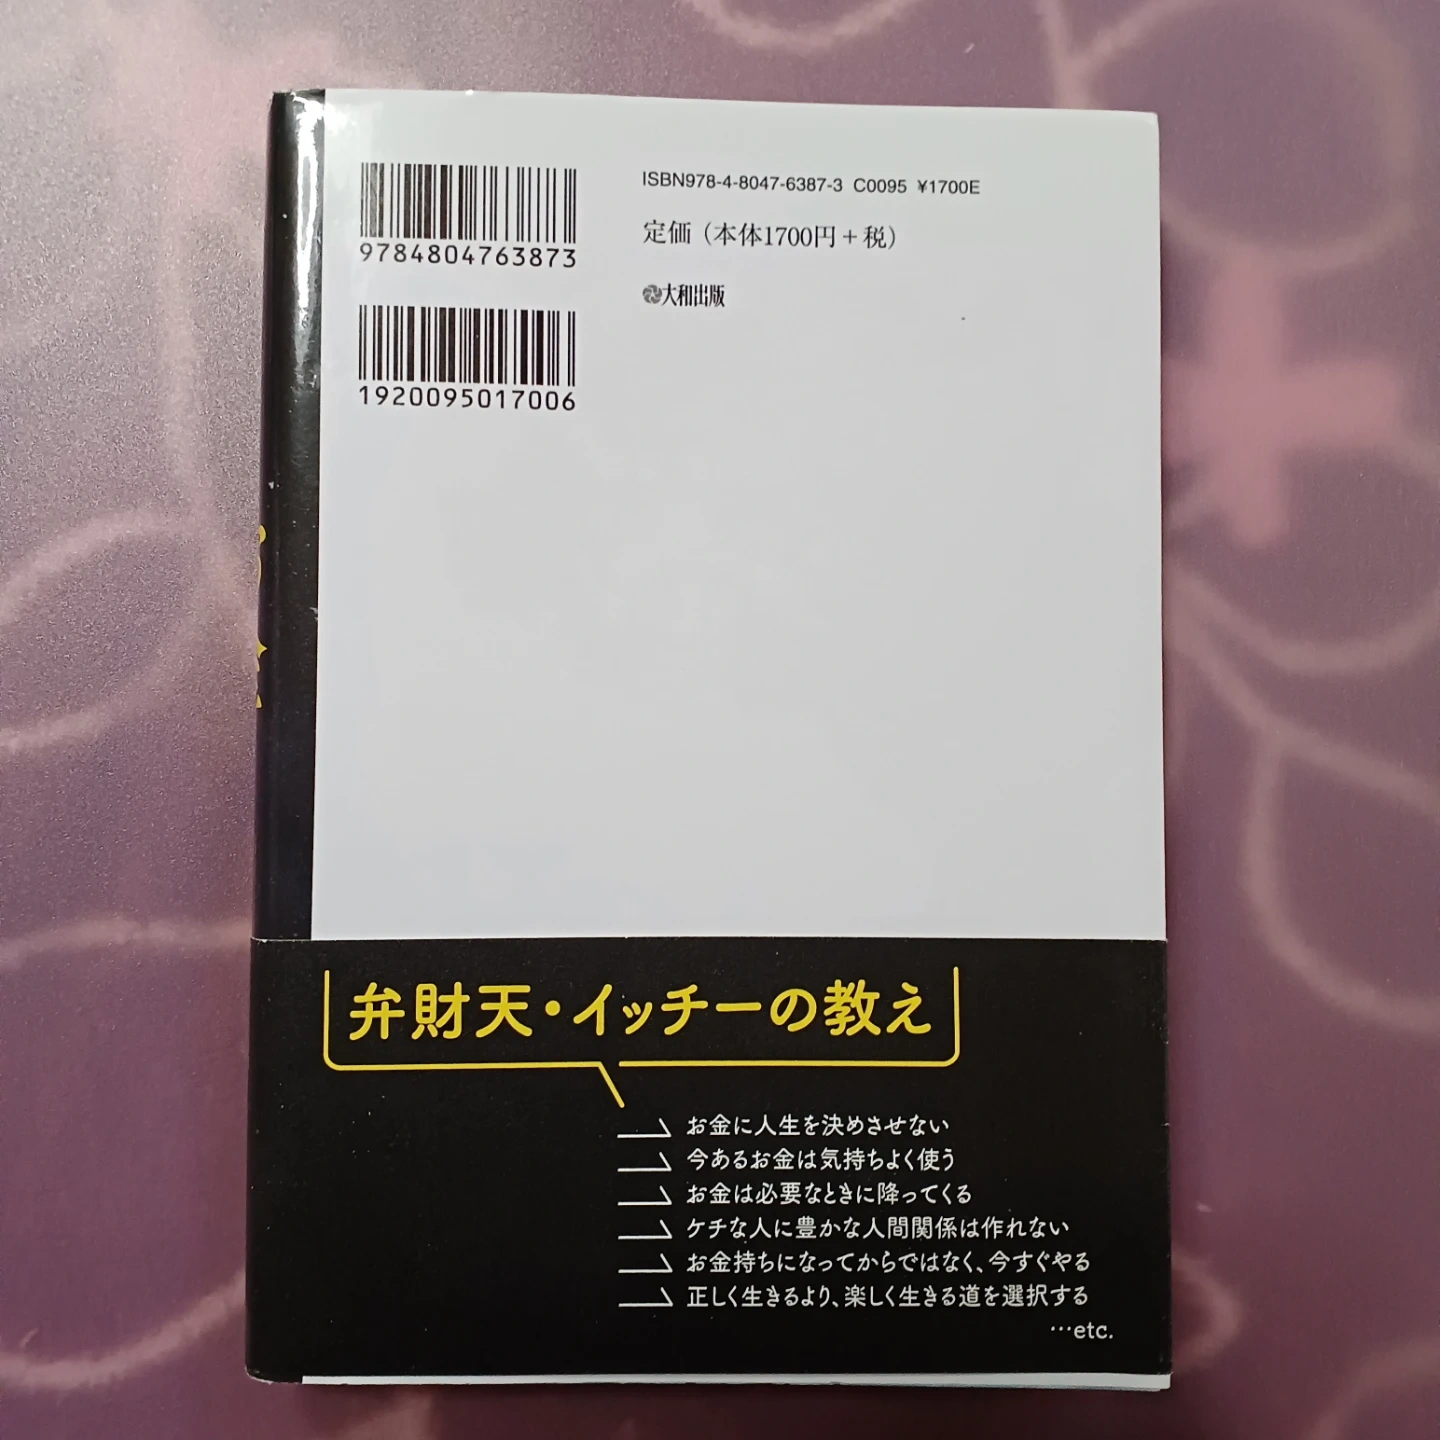 9784804763873
1920095017006
ISBN978-4-8047-6387-3 C0095 ¥1700E
定価（本体1700円＋税）
大和出版
弁財天・イッチーの教え
お金に人生を決めさせない
今あるお金は気持ちよく使う
お金は必要なときに降ってくる
ケチな人に豊かな人間関係は作れない
お金持ちになってからではなく、今すぐやる
正しく生きるより、楽しく生きる道を選択する
…etc.